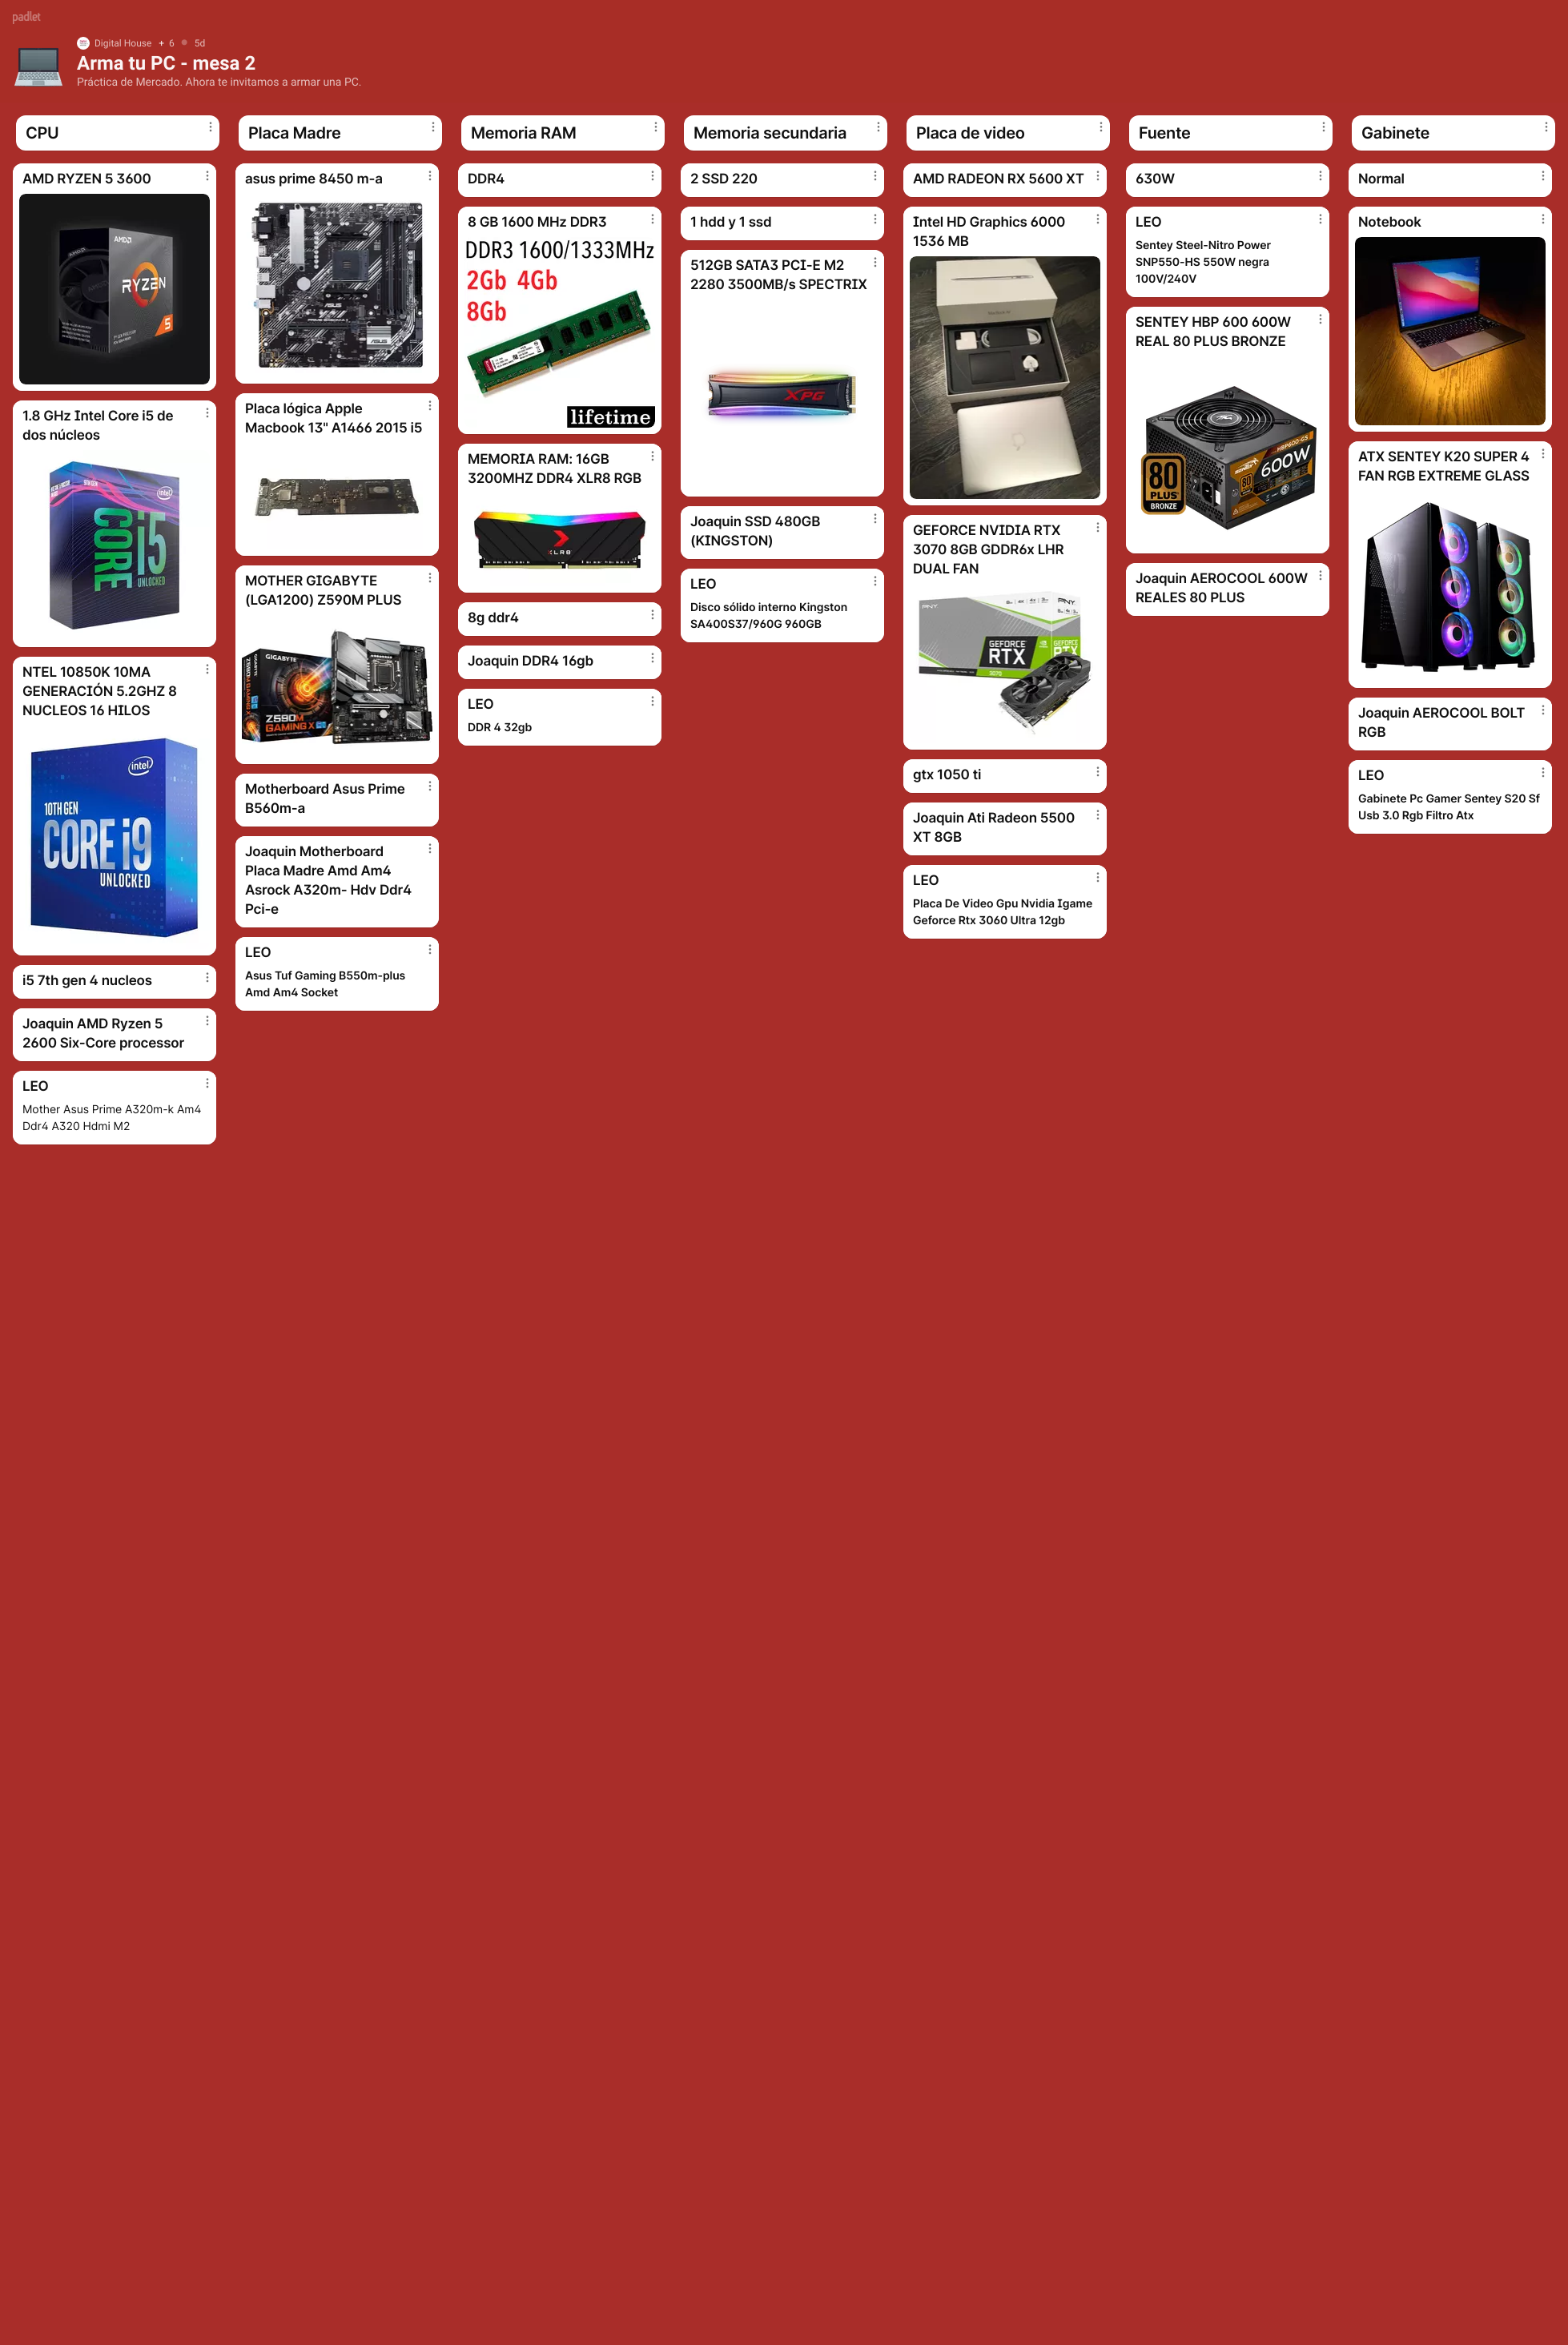 padlet
Digital House + 6 5d
Arma tu PC - mesa 2
Práctica de Mercado. Ahora te invitamos a armar una PC.
CPU
AMD RYZEN 5 3600
AMD
RYZEN
5
1.8 GHz Intel Core i5 de
dos núcleos
intel
CORE i5
UNLOCKED
NTEL 10850K 10MA
GENERACIÓN 5.2GHZ 8
NUCLEOS 16 HILOS
intel
10TH GEN
CORE i9
UNLOCKED
i5 7th gen 4 nucleos
Joaquin AMD Ryzen 5
2600 Six-Core processor
LEO
Mother Asus Prime A320m-k Am4
Ddr4 A320 Hdmi M2
Placa Madre
asus prime 8450 m-a
ASUS
Placa lógica Apple
Macbook 13" A1466 2015 i5
MOTHER GIGABYTE
(LGA1200) Z590M PLUS
GIGABYTE
Z590M
GAMING X
Motherboard Asus Prime
B560m-a
Joaquin Motherboard
Placa Madre Amd Am4
Asrock A320m- Hdv Ddr4
Pci-e
LEO
Asus Tuf Gaming B550m-plus
Amd Am4 Socket
Memoria RAM
DDR4
8 GB 1600 MHz DDR3
DDR3 1600/1333MHz
2Gb 4Gb
8Gb
lifetime
MEMORIA RAM: 16GB
3200MHZ DDR4 XLR8 RGB
XLR8
8g ddr4
Joaquin DDR4 16gb
LEO
DDR 4 32gb
Memoria secundaria
2 SSD 220
1 hdd y 1 ssd
512GB SATA3 PCI-E M2
2280 3500MB/s SPECTRIX
XPG
Joaquin SSD 480GB
(KINGSTON)
LEO
Disco sólido interno Kingston
SA400S37/960G 960GB
Placa de video
AMD RADEON RX 5600 XT
Intel HD Graphics 6000
1536 MB
GEFORCE NVIDIA RTX
3070 8GB GDDR6x LHR
DUAL FAN
PNY
PNY
GEFORCE
RTX
GEFORCE
RTX
3070
gtx 1050 ti
Joaquin Ati Radeon 5500
XT 8GB
LEO
Placa De Video Gpu Nvidia Igame
Geforce Rtx 3060 Ultra 12gb
Fuente
630W
LEO
Sentey Steel-Nitro Power
SNP550-HS 550W negra
100V/240V
SENTEY HBP 600 600W
REAL 80 PLUS BRONZE
HBP600-GS
600W
80
PLUS
BRONZE
Joaquin AEROCOOL 600W
REALES 80 PLUS
Gabinete
Normal
Notebook
ATX SENTEY K20 SUPER 4
FAN RGB EXTREME GLASS
Joaquin AEROCOOL BOLT
RGB
LEO
Gabinete Pc Gamer Sentey S20 Sf
Usb 3.0 Rgb Filtro Atx